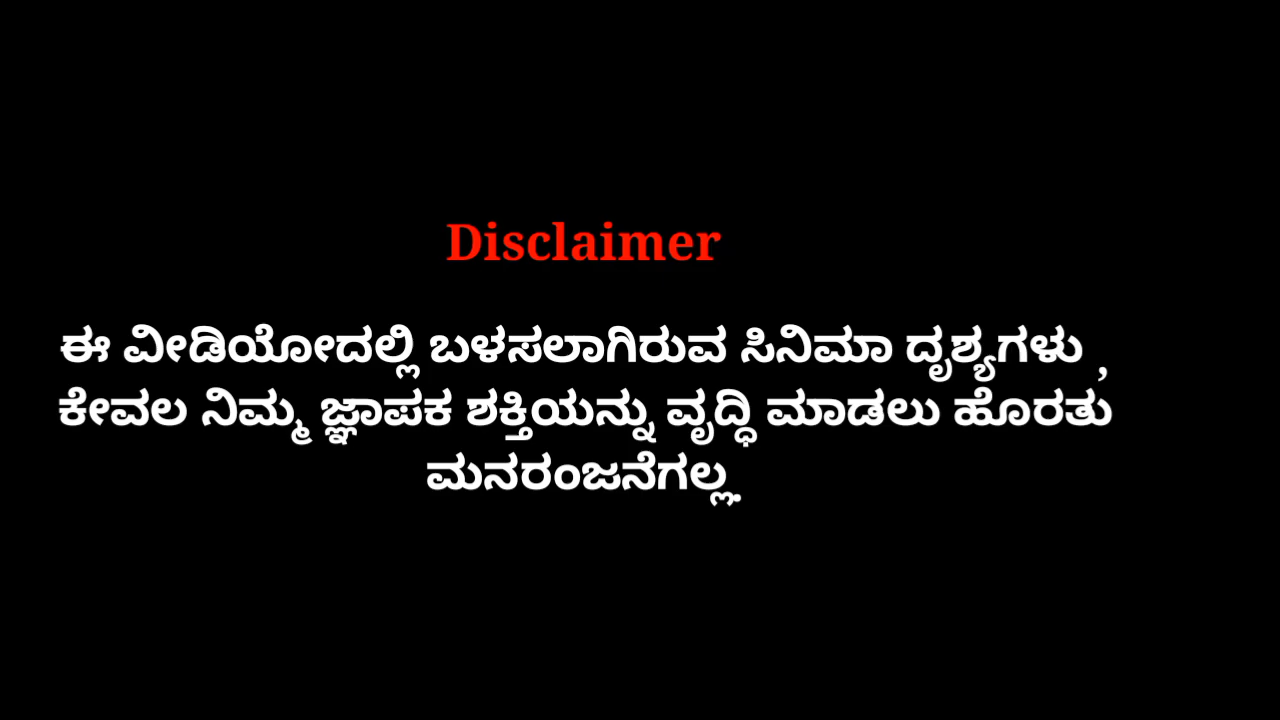 Disclaimer
ಈ ವೀಡಿಯೋದಲ್ಲಿ ಬಳಸಲಾಗಿರುವ ಸಿನಿಮಾ ದೃಶ್ಯಗಳು ,
ಕೇವಲ ನಿಮ್ಮ ಜ್ಞಾಪಕ ಶಕ್ತಿಯನ್ನು ವೃದ್ಧಿ ಮಾಡಲು ಹೊರತು
ಮನರಂಜನೆಗಲ್ಲ.